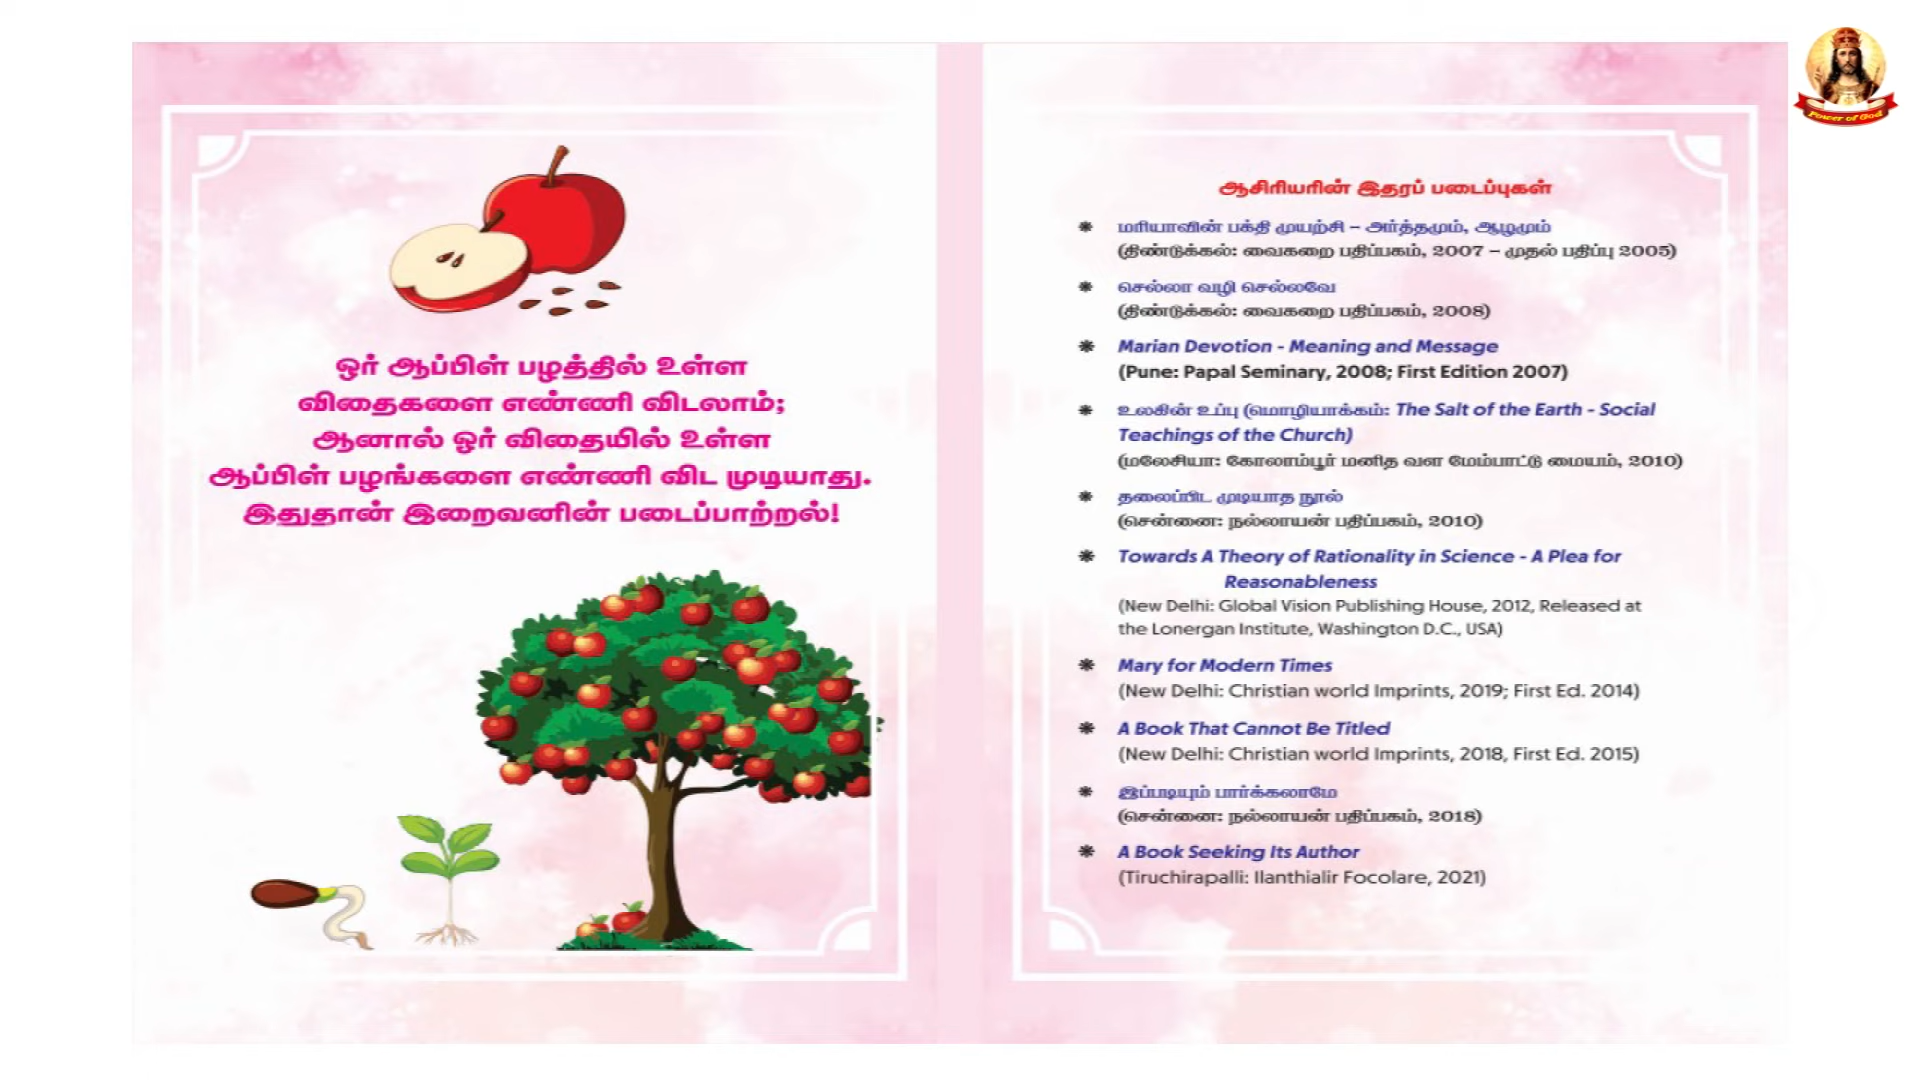 ஓர் ஆப்பிள் பழத்தில் உள்ள
விதைகளை எண்ணி விடலாம்;
ஆனால் ஓர் விதையில் உள்ள
ஆப்பிள் பழங்களை எண்ணி விட முடியாது.
இதுதான் இறைவனின் படைப்பாற்றல்!
ஆசிரியரின் இதரப் படைப்புகள்
❋ மரியாவின் பக்தி முயற்சி – அர்த்தமும், ஆழமும்
(திண்டுக்கல்: வைகறை பதிப்பகம், 2007 – முதல் பதிப்பு 2005)
❋ செல்லா வழி செல்லவே
(திண்டுக்கல்: வைகறை பதிப்பகம், 2008)
❋ Marian Devotion - Meaning and Message
(Pune: Papal Seminary, 2008; First Edition 2007)
❋ உலகின் உப்பு (மொழியாக்கம்: The Salt of the Earth - Social
Teachings of the Church)
(மலேசியா: கோலாம்பூர் மனித வள மேம்பாட்டு மையம், 2010)
❋ தலைப்பிட முடியாத நூல்
(சென்னை: நல்லாயன் பதிப்பகம், 2010)
❋ Towards A Theory of Rationality in Science - A Plea for
Reasonableness
(New Delhi: Global Vision Publishing House, 2012, Released at
the Lonergan Institute, Washington D.C., USA)
❋ Mary for Modern Times
(New Delhi: Christian world Imprints, 2019; First Ed. 2014)
❋ A Book That Cannot Be Titled
(New Delhi: Christian world Imprints, 2018, First Ed. 2015)
❋ இப்படியும் பார்க்கலாமே
(சென்னை: நல்லாயன் பதிப்பகம், 2018)
❋ A Book Seeking Its Author
(Tiruchirapalli: Ilanthialir Focolare, 2021)
Power of God